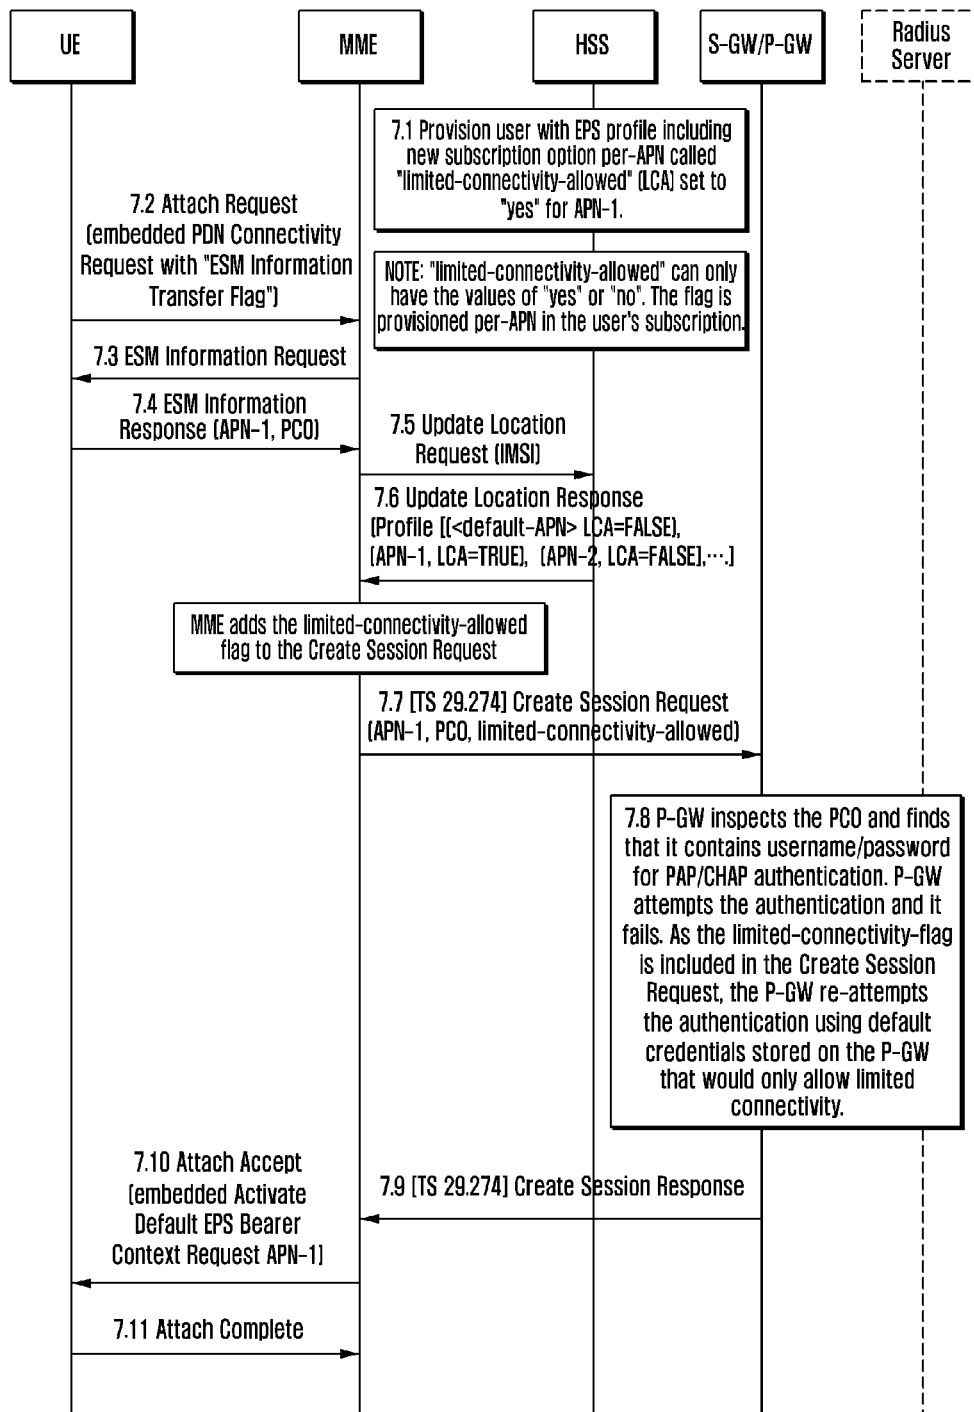 UE
MME
HSS
S-GW/P-GW
Radius
Server
7.1 Provision user with EPS profile including
new subscription option per-APN called
"limited-connectivity-allowed" (LCA) set to
"yes" for APN-1.
7.2 Attach Request
(embedded PDN Connectivity
Request with "ESM Information
Transfer Flag")
NOTE: "limited-connectivity-allowed" can only
have the values of "yes" or "no". The flag is
provisioned per-APN in the user's subscription.
7.3 ESM Information Request
7.4 ESM Information
Response (APN-1, PCO)
7.5 Update Location
Request (IMSI)
7.6 Update Location Response
(Profile [(<default-APN> LCA=FALSE),
(APN-1, LCA=TRUE), (APN-2, LCA=FALSE),....]
MME adds the limited-connectivity-allowed
flag to the Create Session Request
7.7 [TS 29.274] Create Session Request
(APN-1, PCO, limited-connectivity-allowed)
7.8 P-GW inspects the PCO and finds
that it contains username/password
for PAP/CHAP authentication. P-GW
attempts the authentication and it
fails. As the limited-connectivity-flag
is included in the Create Session
Request, the P-GW re-attempts
the authentication using default
credentials stored on the P-GW
that would only allow limited
connectivity.
7.9 [TS 29.274] Create Session Response
7.10 Attach Accept
(embedded Activate
Default EPS Bearer
Context Request APN-1)
7.11 Attach Complete